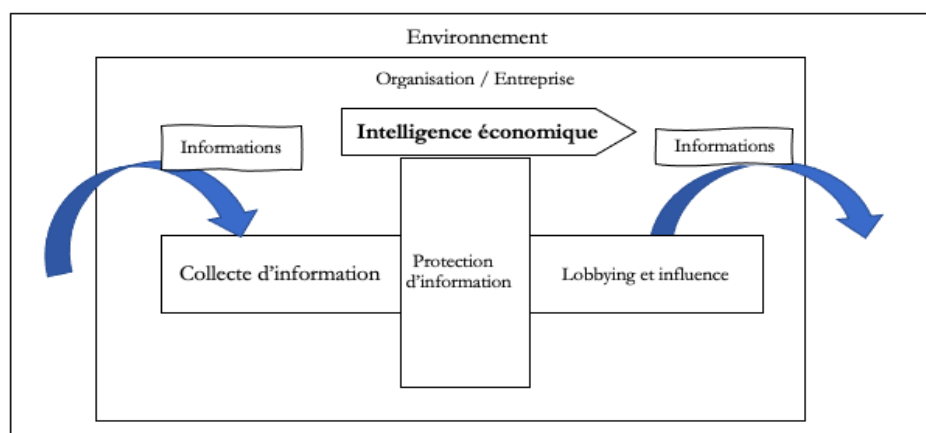 Environnement
Organisation / Entreprise
Intelligence économique
Informations
Informations
Collecte d'information
Protection
d'information
Lobbying et influence